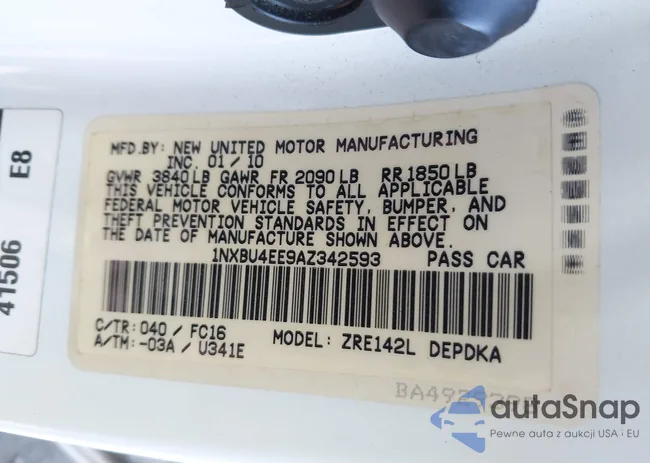 MFD.BY: NEW UNITED MOTOR MANUFACTURING
INC. 01/10
GVWR 3840LB GAWR FR 2090LB RR 1850LB
THIS VEHICLE CONFORMS TO ALL APPLICABLE
FEDERAL MOTOR VEHICLE SAFETY, BUMPER, AND
THEFT PREVENTION STANDARDS IN EFFECT ON
THE DATE OF MANUFACTURE SHOWN ABOVE.
1NXBU4EE9AZ342593 PASS CAR
C/TR: 040 / FC16 MODEL: ZRE142L DEPDKA
A/TM: -03A / U341E
41506 E8
autaSnap
Pewne auta z aukcji USA i EU